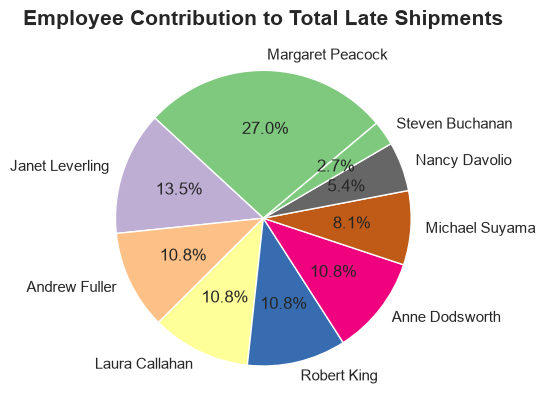 Employee Contribution to Total Late Shipments
Margaret Peacock
27.0%
Steven Buchanan
2.7%
Nancy Davolio
5.4%
Janet Leverling
13.5%
Michael Suyama
8.1%
Andrew Fuller
10.8%
Anne Dodsworth
10.8%
Laura Callahan
10.8%
Robert King
10.8%